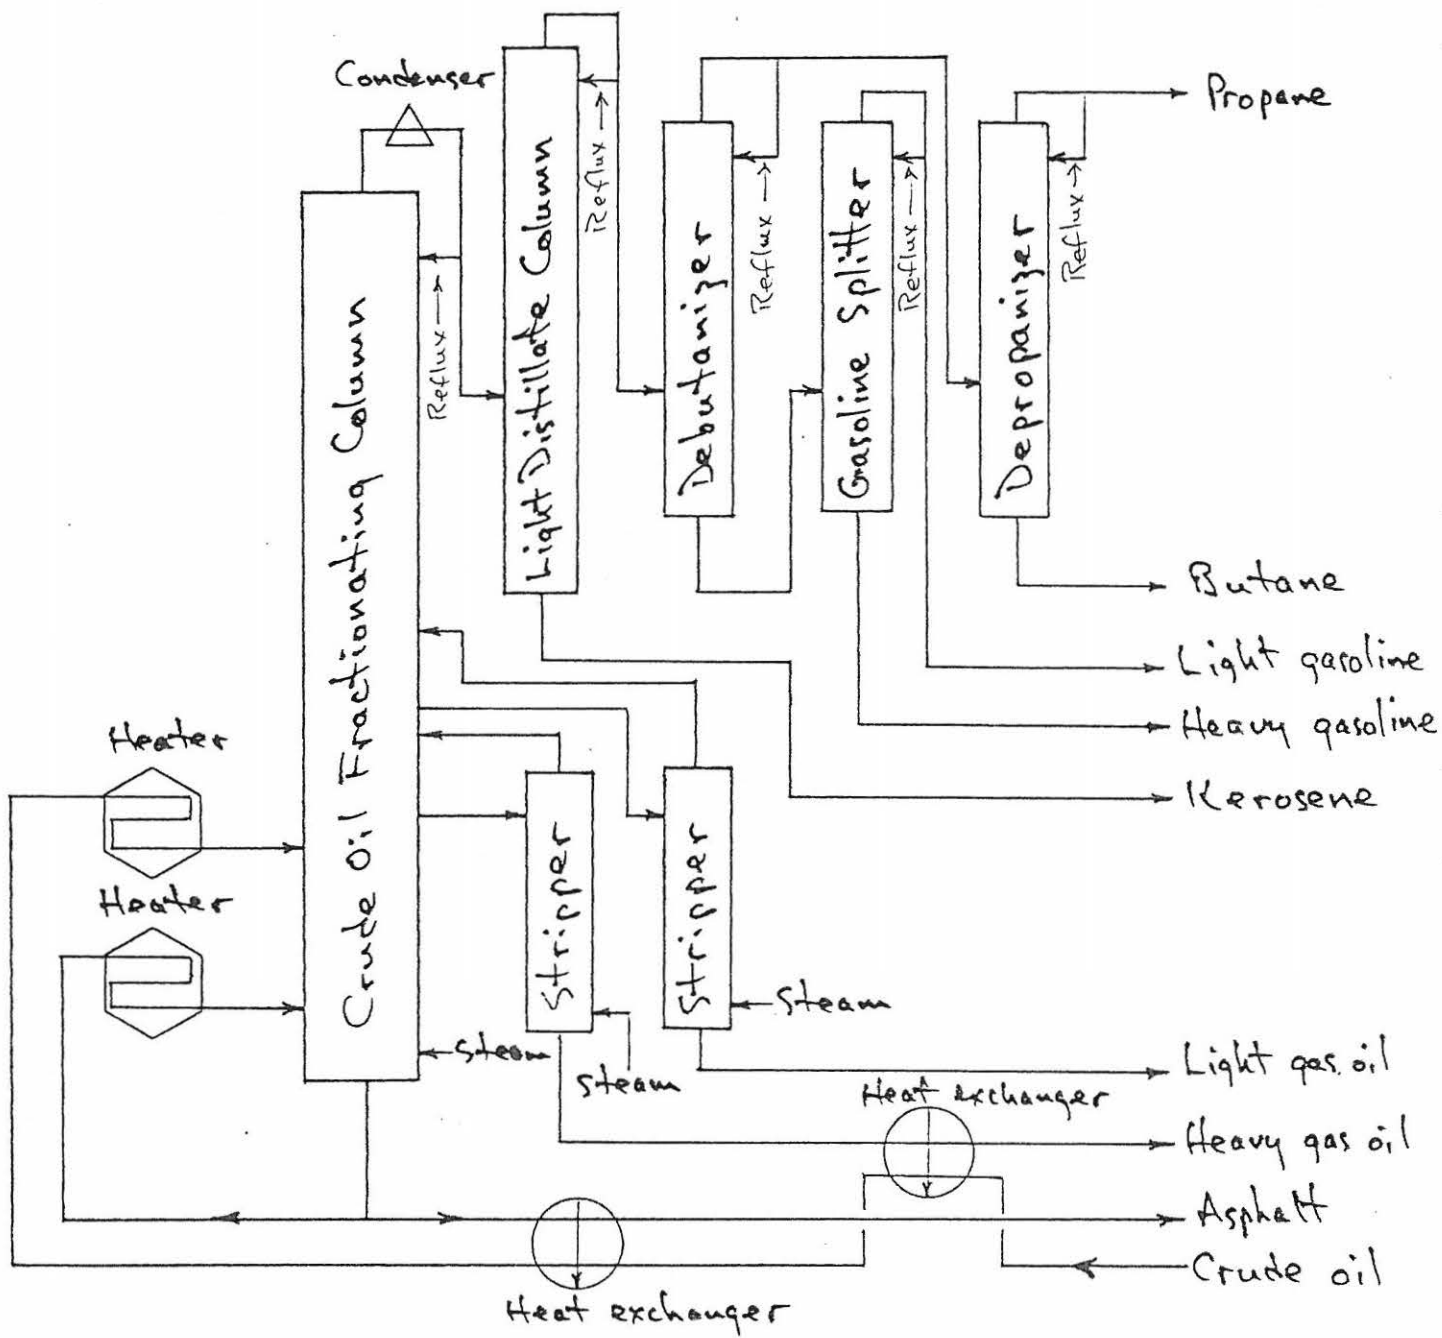 Condenser
Propane
Reflux
Reflux
Reflux
Reflux
Reflux
Crude Oil Fractionating Column
Light Distillate Column
Debutanizer
Gasoline Splitter
Depropanizer
Butane
Light gasoline
Heavy gasoline
Kerosene
Heater
Heater
Stripper
Stripper
Steam
Steam
Steam
Light gas oil
Heat exchanger
Heavy gas oil
Asphalt
Crude oil
Heat exchanger